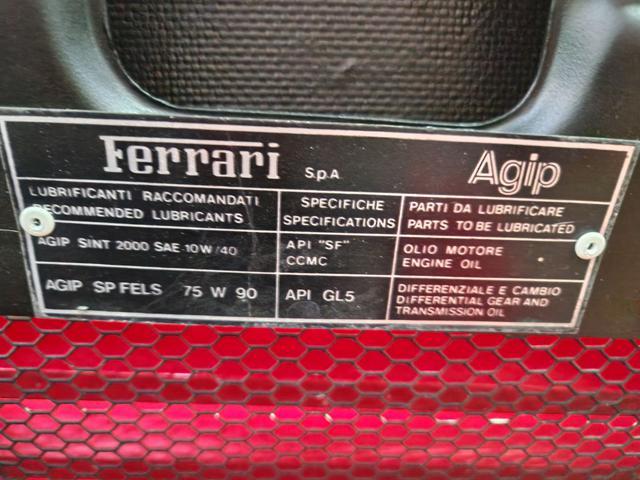 Ferrari S.p.A Agip
LUBRIFICANTI RACCOMANDATI
RECOMMENDED LUBRICANTS
SPECIFICHE
SPECIFICATIONS
PARTI DA LUBRIFICARE
PARTS TO BE LUBRICATED
AGIP SINT 2000 SAE 10W/40
API "SF"
CCMC
OLIO MOTORE
ENGINE OIL
AGIP SP FELS 75 W 90
API GL5
DIFFERENZIALE E CAMBIO
DIFFERENTIAL GEAR AND
TRANSMISSION OIL